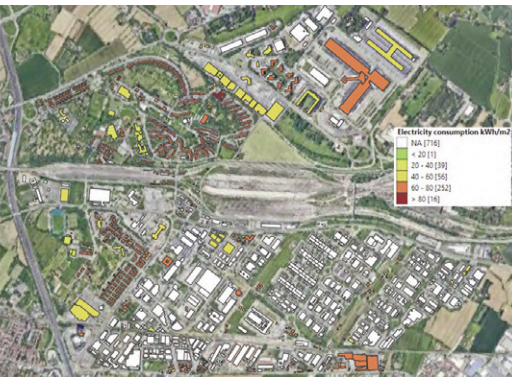 Electricity consumption kWh/m2
NA [716]
< 20 [1]
20 - 40 [39]
40 - 60 [56]
60 - 80 [252]
> 80 [16]